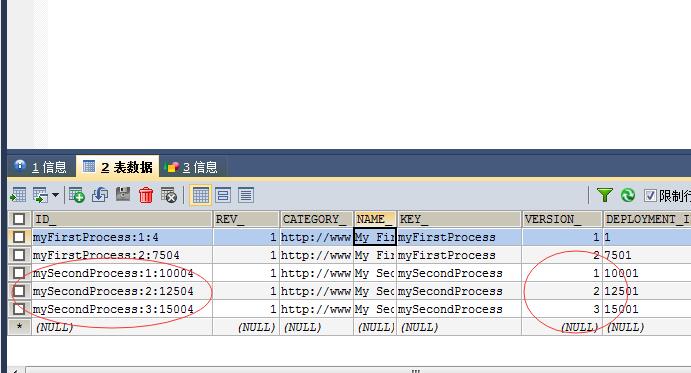 1 信息 2 表数据 3 信息
限制行
ID_ REV_ CATEGORY_ NAME_ KEY_ VERSION_ DEPLOYMENT_I
myFirstProcess:1:4 1 http://www My Fir myFirstProcess 1 1
myFirstProcess:2:7504 1 http://www My Fir myFirstProcess 2 7501
mySecondProcess:1:10004 1 http://www My Sec mySecondProcess 1 10001
mySecondProcess:2:12504 1 http://www My Sec mySecondProcess 2 12501
mySecondProcess:3:15004 1 http://www My Sec mySecondProcess 3 15001
* (NULL) (NULL) (NULL) (NULL) (NULL) (NULL) (NULL)